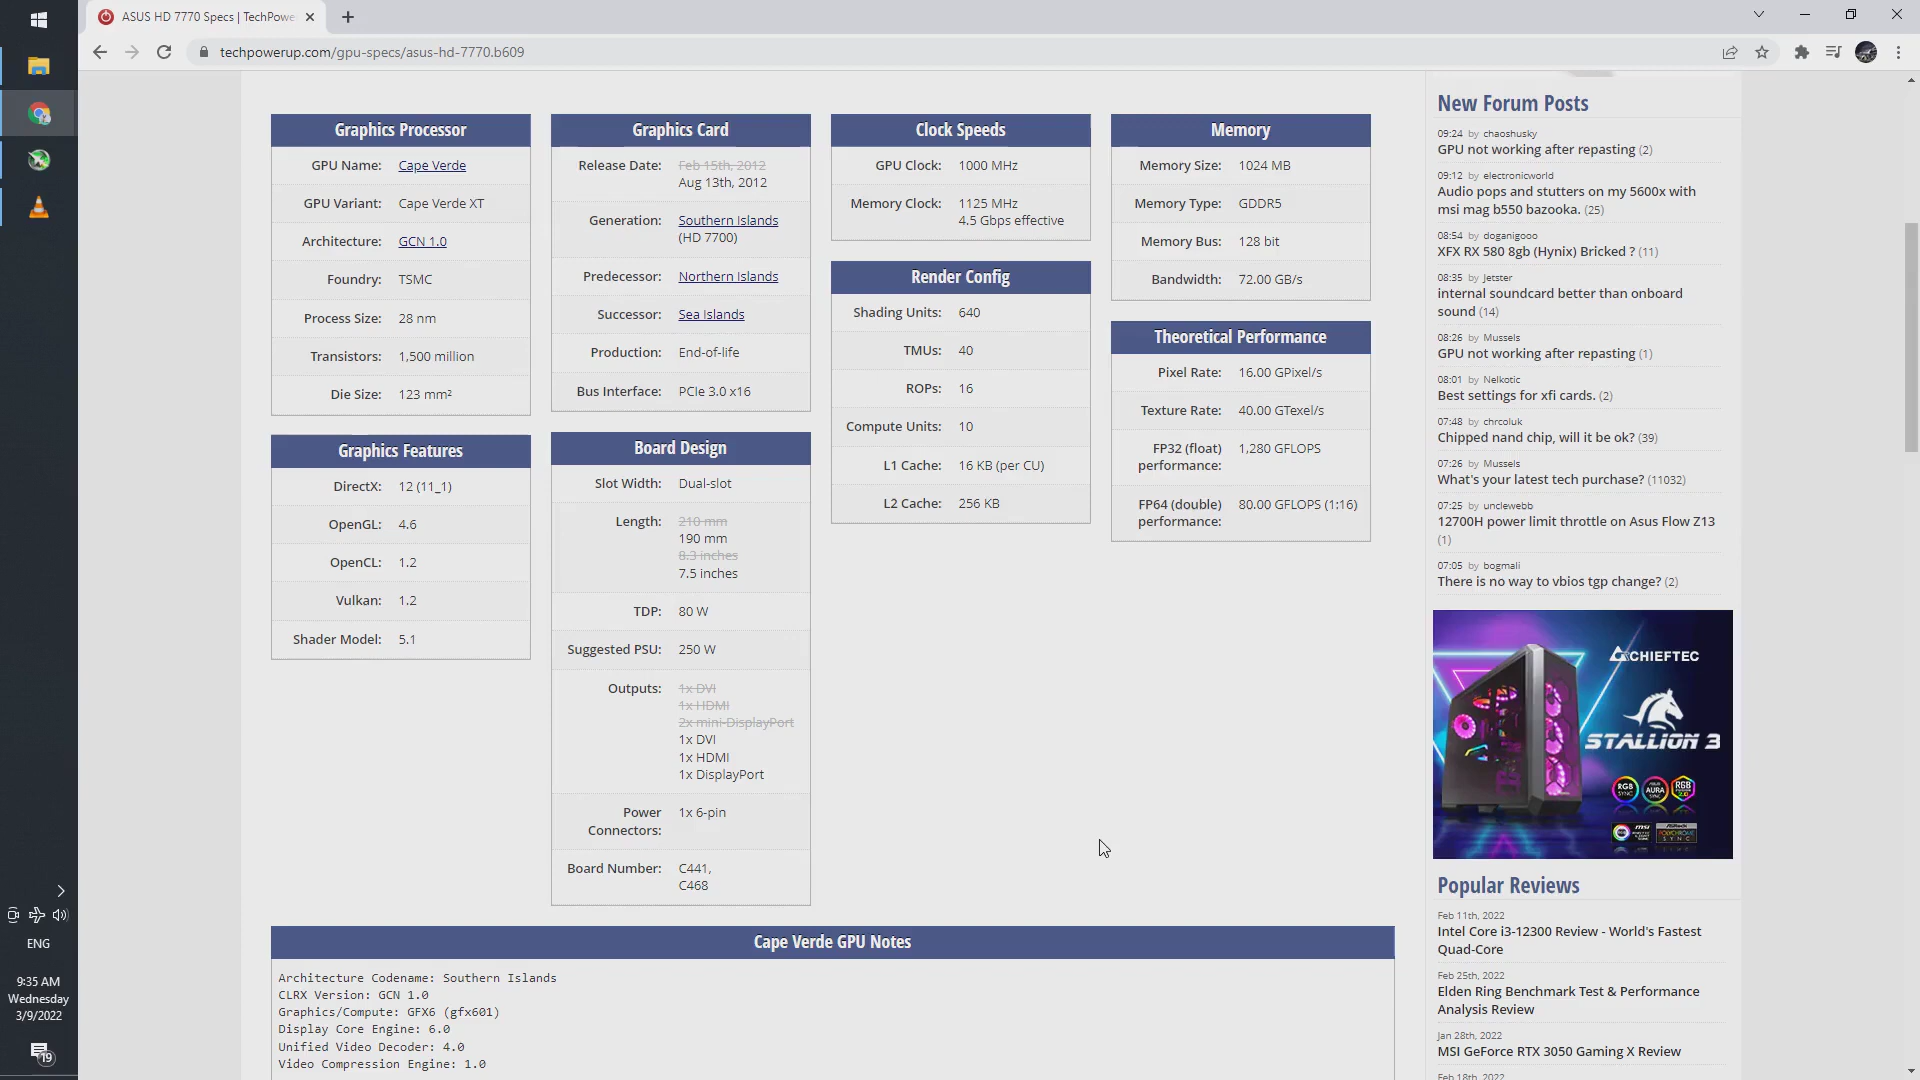 ASUS HD 7770 Specs | TechPowe
techpowerup.com/gpu-specs/asus-hd-7770.b609
Graphics Processor
GPU Name: Cape Verde
GPU Variant: Cape Verde XT
Architecture: GCN 1.0
Foundry: TSMC
Process Size: 28 nm
Transistors: 1,500 million
Die Size: 123 mm²
Graphics Features
DirectX: 12 (11_1)
OpenGL: 4.6
OpenCL: 1.2
Vulkan: 1.2
Shader Model: 5.1
Graphics Card
Release Date: Feb 15th, 2012
Aug 13th, 2012
Generation: Southern Islands
(HD 7700)
Predecessor: Northern Islands
Successor: Sea Islands
Production: End-of-life
Bus Interface: PCIe 3.0 x16
Board Design
Slot Width: Dual-slot
Length: 210 mm
190 mm
8.3 inches
7.5 inches
TDP: 80 W
Suggested PSU: 250 W
Outputs: 1x DVI
1x HDMI
2x mini-DisplayPort
1x DVI
1x HDMI
1x DisplayPort
Power 1x 6-pin
Connectors:
Board Number: C441,
C468
Clock Speeds
GPU Clock: 1000 MHz
Memory Clock: 1125 MHz
4.5 Gbps effective
Render Config
Shading Units: 640
TMUs: 40
ROPs: 16
Compute Units: 10
L1 Cache: 16 KB (per CU)
L2 Cache: 256 KB
Memory
Memory Size: 1024 MB
Memory Type: GDDR5
Memory Bus: 128 bit
Bandwidth: 72.00 GB/s
Theoretical Performance
Pixel Rate: 16.00 GPixel/s
Texture Rate: 40.00 GTexel/s
FP32 (float) 1,280 GFLOPS
performance:
FP64 (double) 80.00 GFLOPS (1:16)
performance:
Cape Verde GPU Notes
Architecture Codename: Southern Islands
CLRX Version: GCN 1.0
Graphics/Compute: GFX6 (gfx601)
Display Core Engine: 6.0
Unified Video Decoder: 4.0
Video Compression Engine: 1.0
New Forum Posts
09:24 by chaoshusky
GPU not working after repasting (2)
09:12 by electronicworld
Audio pops and stutters on my 5600x with
msi mag b550 bazooka. (25)
08:54 by doganigooo
XFX RX 580 8gb (Hynix) Bricked ? (11)
08:35 by Jetster
internal soundcard better than onboard
sound (14)
08:26 by Mussels
GPU not working after repasting (1)
08:01 by Nelkotic
Best settings for xfi cards. (2)
07:48 by chrcoluk
Chipped nand chip, will it be ok? (39)
07:26 by Mussels
What's your latest tech purchase? (11032)
07:25 by unclewebb
12700H power limit throttle on Asus Flow Z13
(1)
07:05 by bogmali
There is no way to vbios tgp change? (2)
CHIEFTEC
STALLION 3
RGB SYNC
AURA SYNC
RGB
msi MYSTIC SYNC
ASRock POLYCHROME SYNC
Popular Reviews
Feb 11th, 2022
Intel Core i3-12300 Review - World's Fastest
Quad-Core
Feb 25th, 2022
Elden Ring Benchmark Test & Performance
Analysis Review
Jan 28th, 2022
MSI GeForce RTX 3050 Gaming X Review
Feb 18th, 2022
ENG
9:35 AM
Wednesday
3/9/2022
19